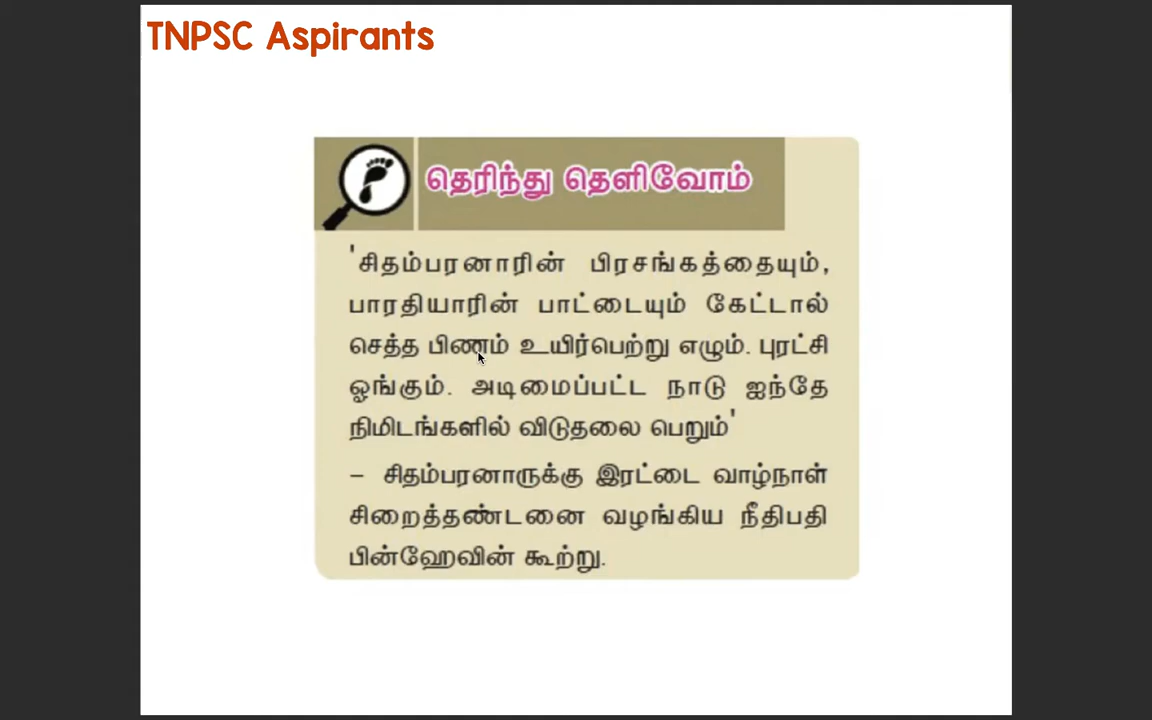 TNPSC Aspirants
தெரிந்து தெளிவோம்
'சிதம்பரனாரின் பிரசங்கத்தையும்,
பாரதியாரின் பாட்டையும் கேட்டால்
செத்த பிணம் உயிர்பெற்று எழும். புரட்சி
ஓங்கும். அடிமைப்பட்ட நாடு ஐந்தே
நிமிடங்களில் விடுதலை பெறும்'
– சிதம்பரனாருக்கு இரட்டை வாழ்நாள்
சிறைத்தண்டனை வழங்கிய நீதிபதி
பின்ஹேவின் கூற்று.